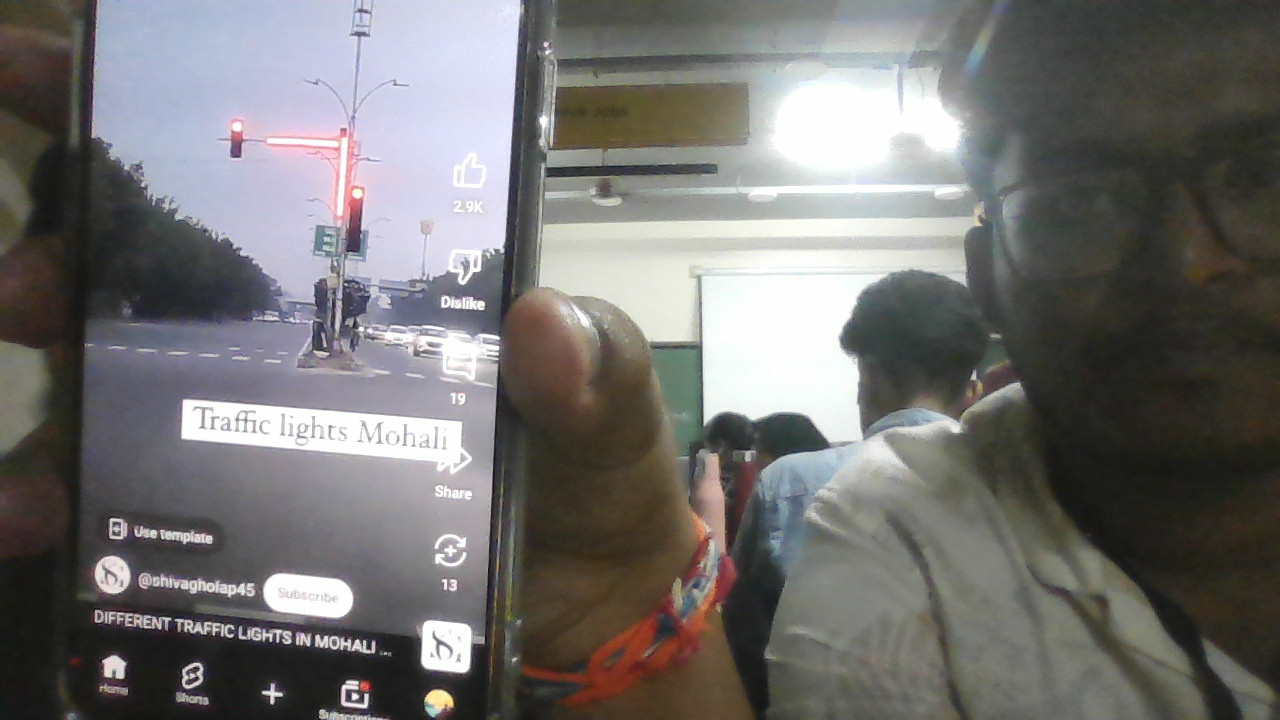 2.9K
Dislike
19
Traffic lights Mohali
Share
Use template
13
@shivagholap45
Subscribe
DIFFERENT TRAFFIC LIGHTS IN MOHALI ...
Home
Shorts
Subscriptions